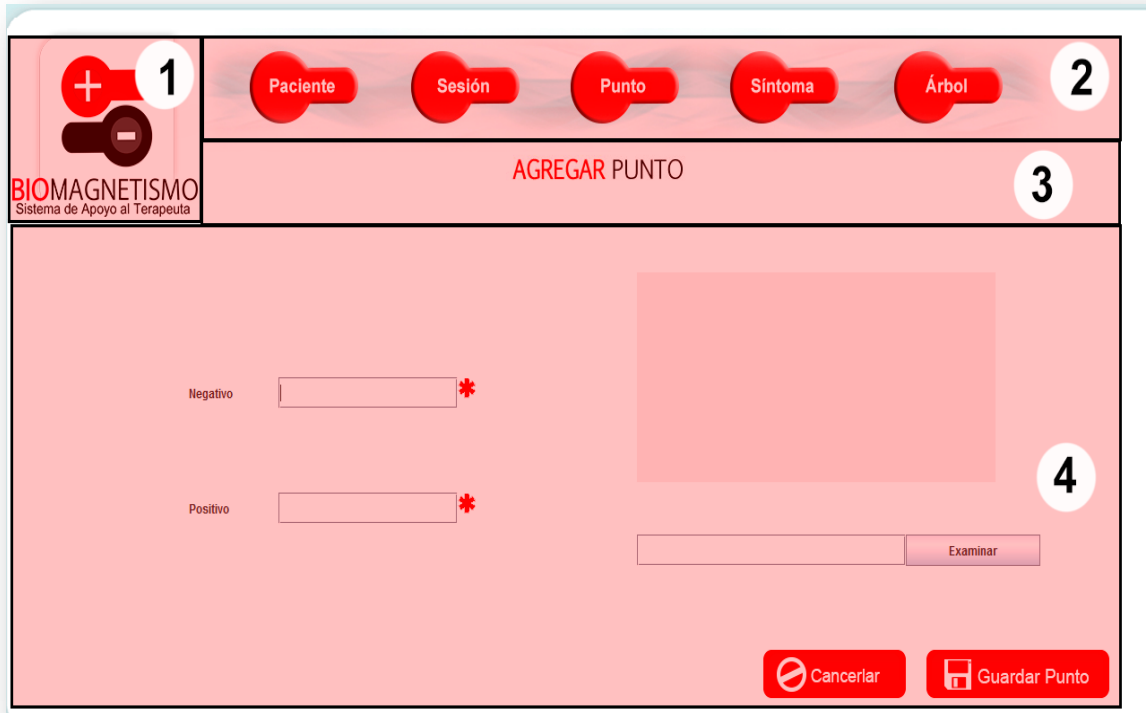 1
BIOMAGNETISMO
Sistema de Apoyo al Terapeuta
Paciente Sesión Punto Síntoma Árbol 2
AGREGAR PUNTO
3
Negativo *
Positivo *
4
Examinar
Cancerlar Guardar Punto